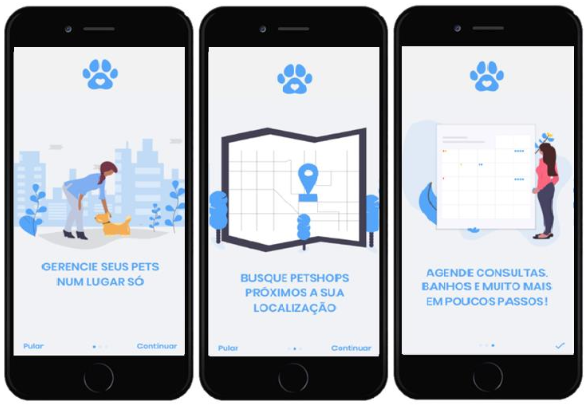 GERENCIE SEUS PETS
NUM LUGAR SÓ
Pular
Continuar
BUSQUE PETSHOPS
PRÓXIMOS A SUA
LOCALIZAÇÃO
Pular
Continuar
AGENDE CONSULTAS,
BANHOS E MUITO MAIS
EM POUCOS PASSOS!